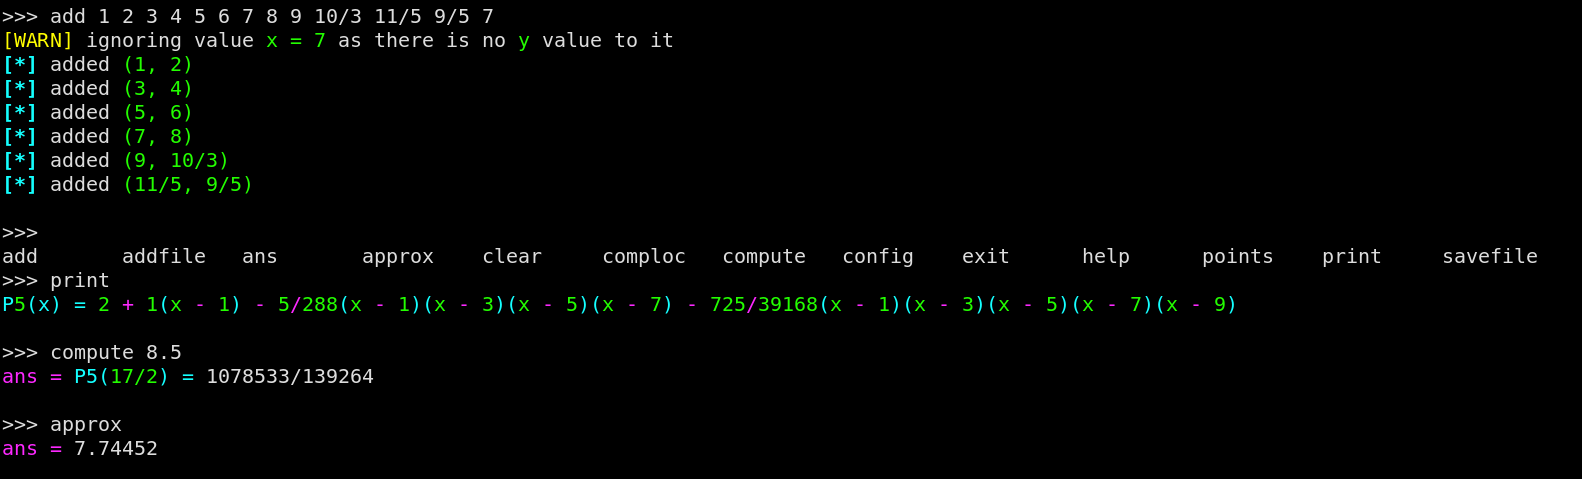 >>> add 1 2 3 4 5 6 7 8 9 10/3 11/5 9/5 7
[WARN] ignoring value x = 7 as there is no y value to it
[*] added (1, 2)
[*] added (3, 4)
[*] added (5, 6)
[*] added (7, 8)
[*] added (9, 10/3)
[*] added (11/5, 9/5)
>>>
add addfile ans approx clear comploc compute config exit help points print savefile
>>> print
P5(x) = 2 + 1(x - 1) - 5/288(x - 1)(x - 3)(x - 5)(x - 7) - 725/39168(x - 1)(x - 3)(x - 5)(x - 7)(x - 9)
>>> compute 8.5
ans = P5(17/2) = 1078533/139264
>>> approx
ans = 7.74452